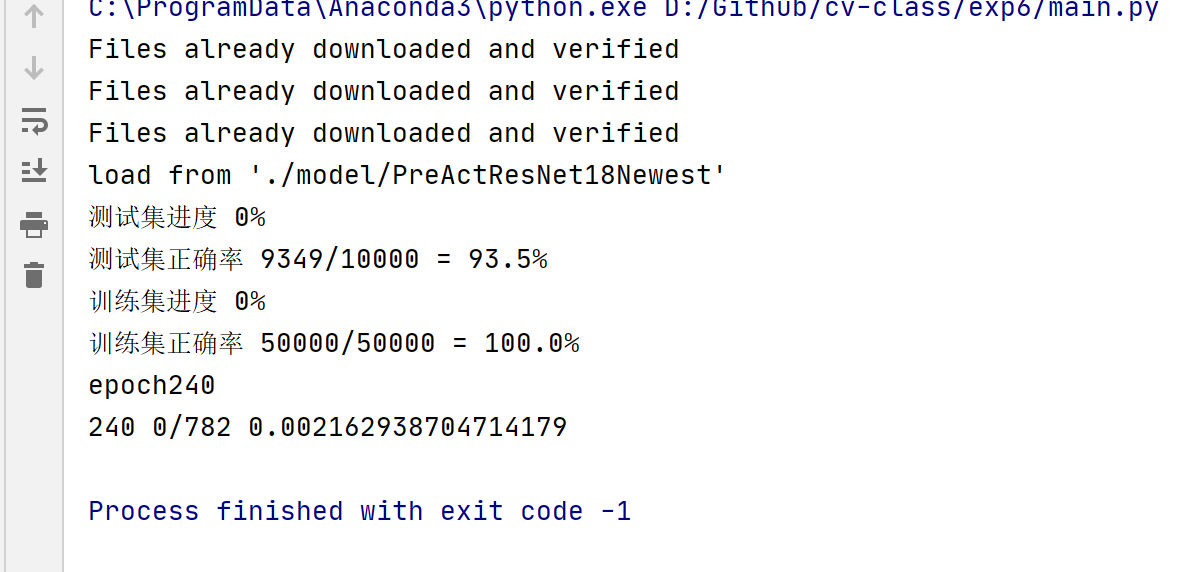 C:\ProgramData\Anaconda3\python.exe D:/Github/cv-class/exp6/main.py
Files already downloaded and verified
Files already downloaded and verified
Files already downloaded and verified
load from './model/PreActResNet18Newest'
测试集进度 0%
测试集正确率 9349/10000 = 93.5%
训练集进度 0%
训练集正确率 50000/50000 = 100.0%
epoch240
240 0/782 0.002162938704714179
Process finished with exit code -1